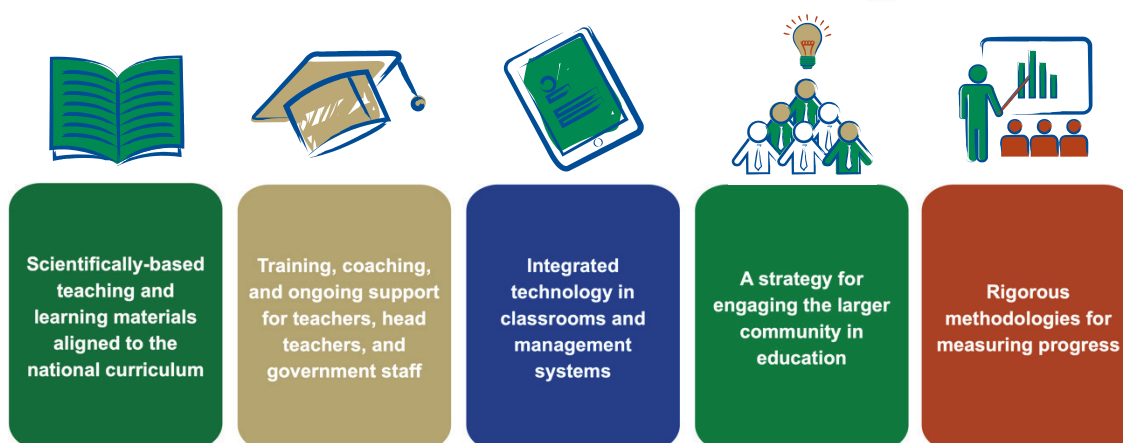 Scientifically-based
teaching and
learning materials
aligned to the
national curriculum
Training, coaching,
and ongoing support
for teachers, head
teachers, and
government staff
Integrated
technology in
classrooms and
management
systems
A strategy for
engaging the larger
community in
education
Rigorous
methodologies for
measuring progress